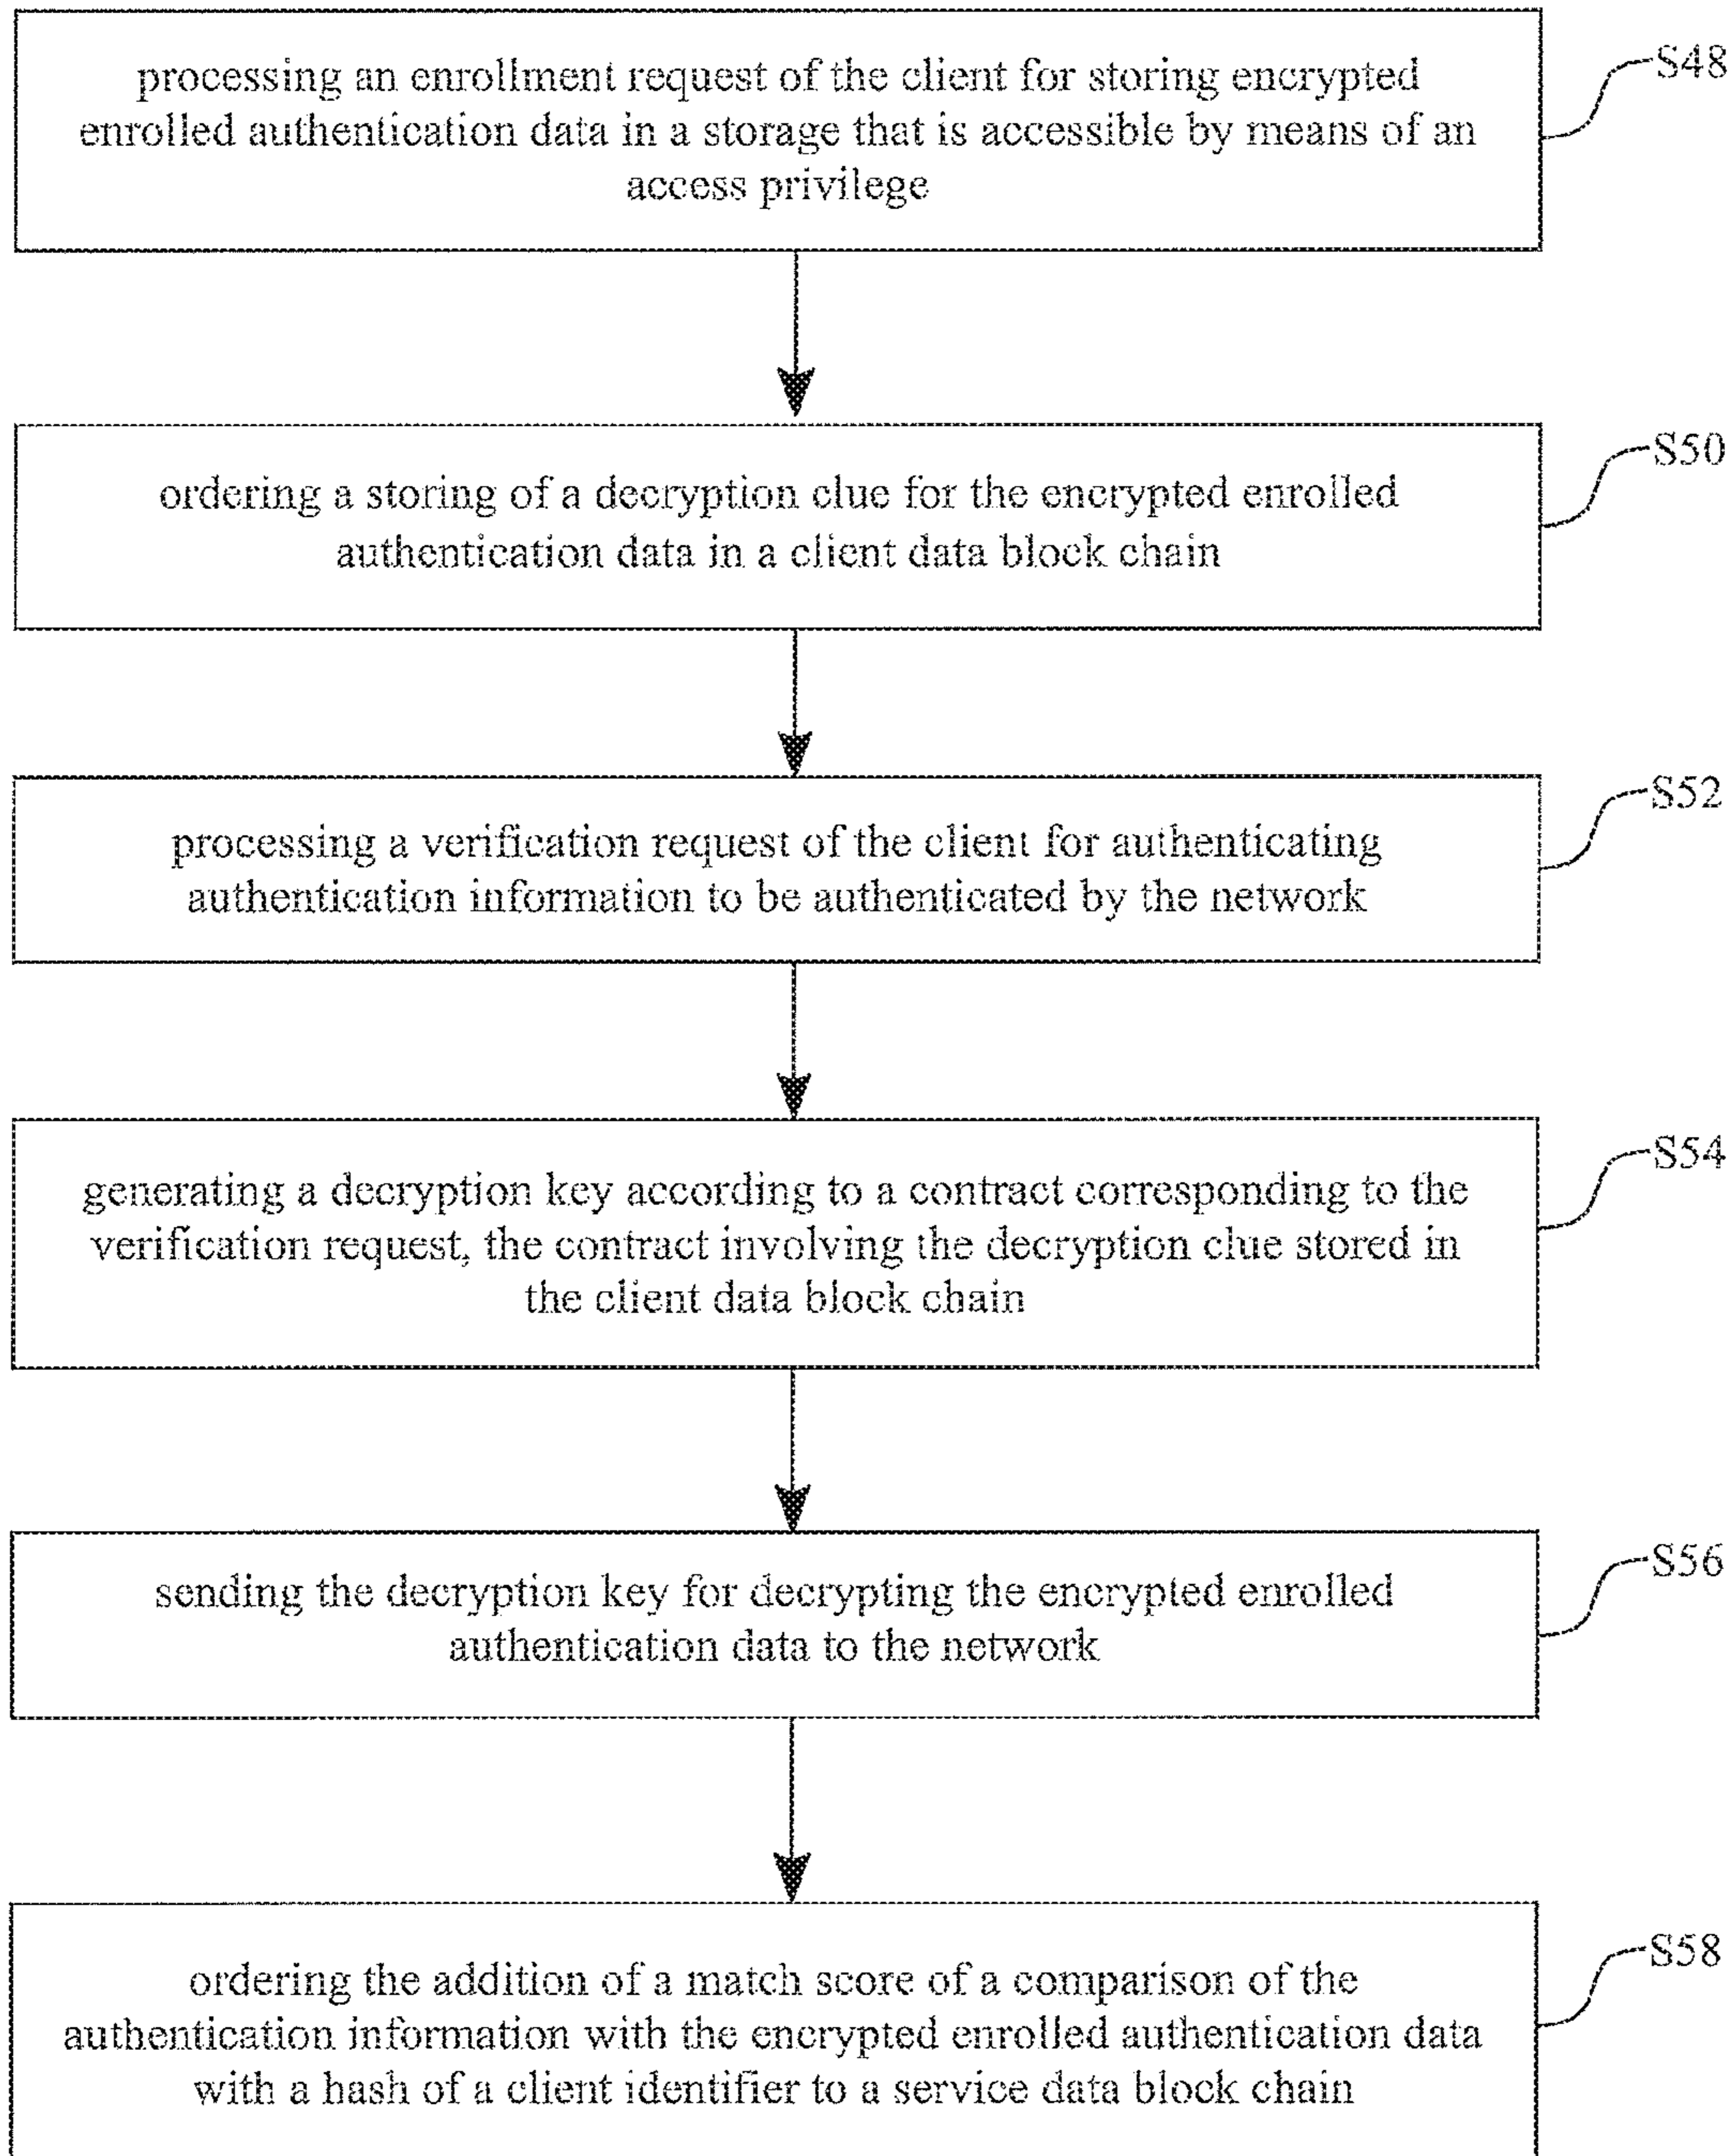 processing an enrollment request of the client for storing encrypted
enrolled authentication data in a storage that is accessible by means of an
access privilege
S48
ordering a storing of a decryption clue for the encrypted enrolled
authentication data in a client data block chain
S50
processing a verification request of the client for authenticating
authentication information to be authenticated by the network
S52
generating a decryption key according to a contract corresponding to the
verification request, the contract involving the decryption clue stored in
the client data block chain
S54
sending the decryption key for decrypting the encrypted enrolled
authentication data to the network
S56
ordering the addition of a match score of a comparison of the
authentication information with the encrypted enrolled authentication data
with a hash of a client identifier to a service data block chain
S58